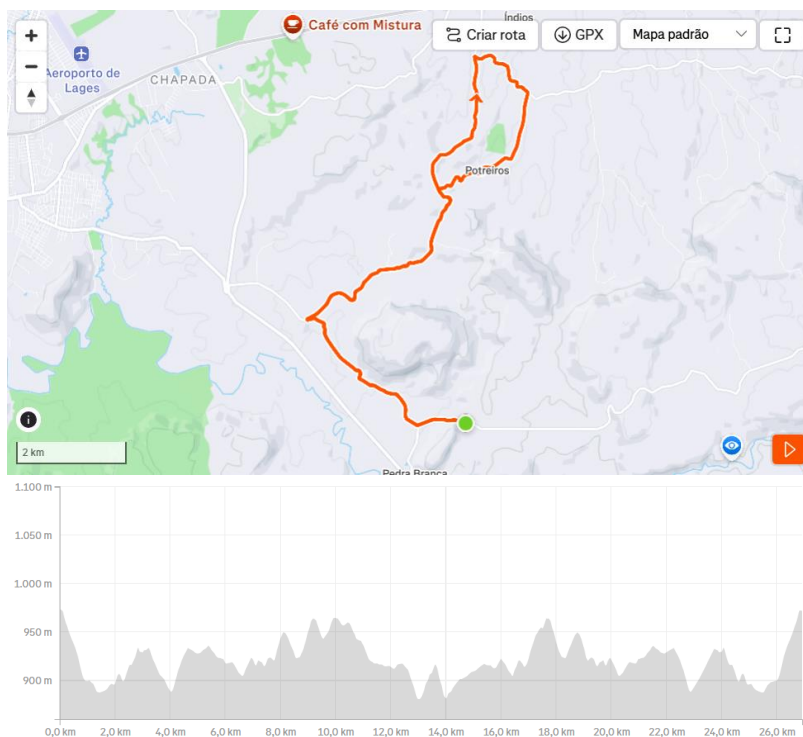 Índios
Café com Mistura
Criar rota
GPX
Mapa padrão
Aeroporto de
Lages
CHAPADA
Potreiros
2 km
Pedra Branca
1.100 m
1.050 m
1.000 m
950 m
900 m
0,0 km 2,0 km 4,0 km 6,0 km 8,0 km 10,0 km 12,0 km 14,0 km 16,0 km 18,0 km 20,0 km 22,0 km 24,0 km 26,0 km